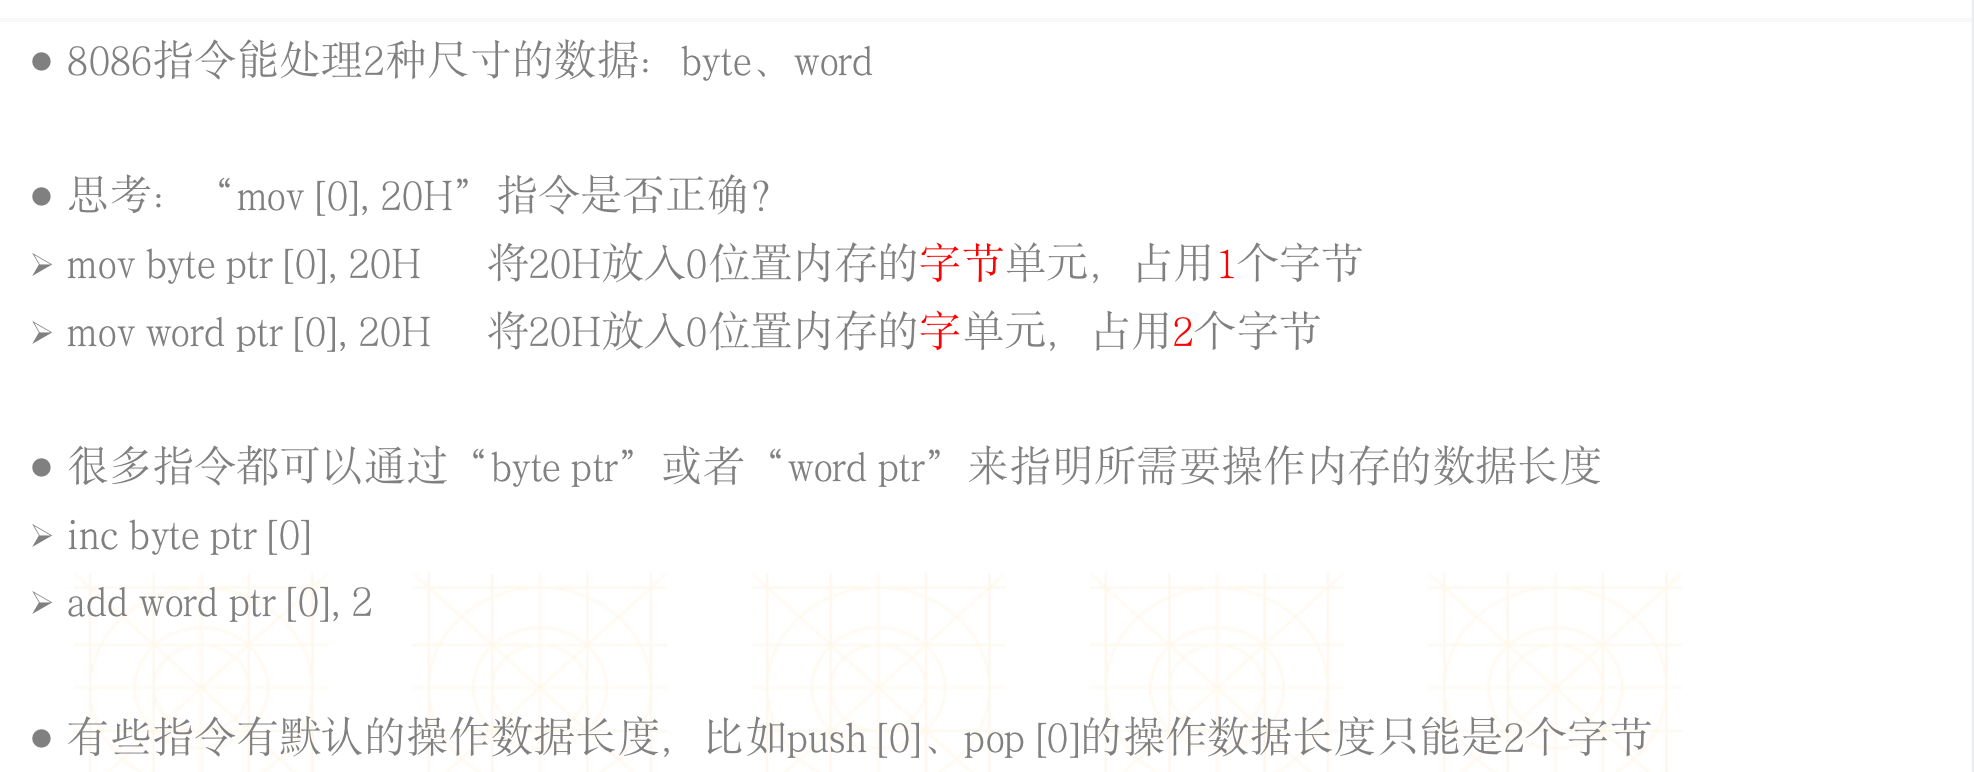 ● 8086指令能处理2种尺寸的数据：byte、word
● 思考：“mov [0], 20H”指令是否正确？
➢ mov byte ptr [0], 20H 将20H放入0位置内存的字节单元，占用1个字节
➢ mov word ptr [0], 20H 将20H放入0位置内存的字单元，占用2个字节
● 很多指令都可以通过“byte ptr”或者“word ptr”来指明所需要操作内存的数据长度
➢ inc byte ptr [0]
➢ add word ptr [0], 2
● 有些指令有默认的操作数据长度，比如push [0]、pop [0]的操作数据长度只能是2个字节